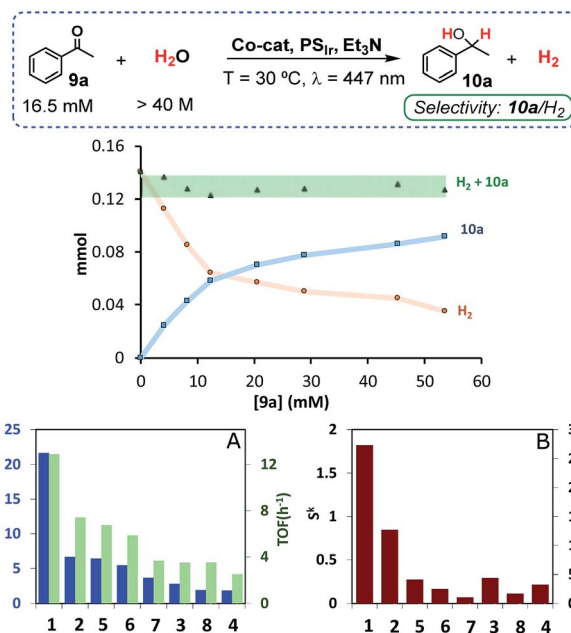 O
9a
16.5 mM
+
H₂O
> 40 M
Co-cat, PS_Ir, Et₃N
T = 30 ºC, λ = 447 nm
HO H
10a
+
H₂
Selectivity: 10a/H₂
0.16
0.12
0.08
0.04
0
mmol
H₂ + 10a
10a
H₂
0 10 20 30 40 50 60
[9a] (mM)
A
25
20
15
10
5
0
12
8
4
0
TOF(h⁻¹)
1 2 5 6 7 3 8 4
B
2
1.5
1
0.5
0
Sᵏ
1 2 5 6 7 3 8 4